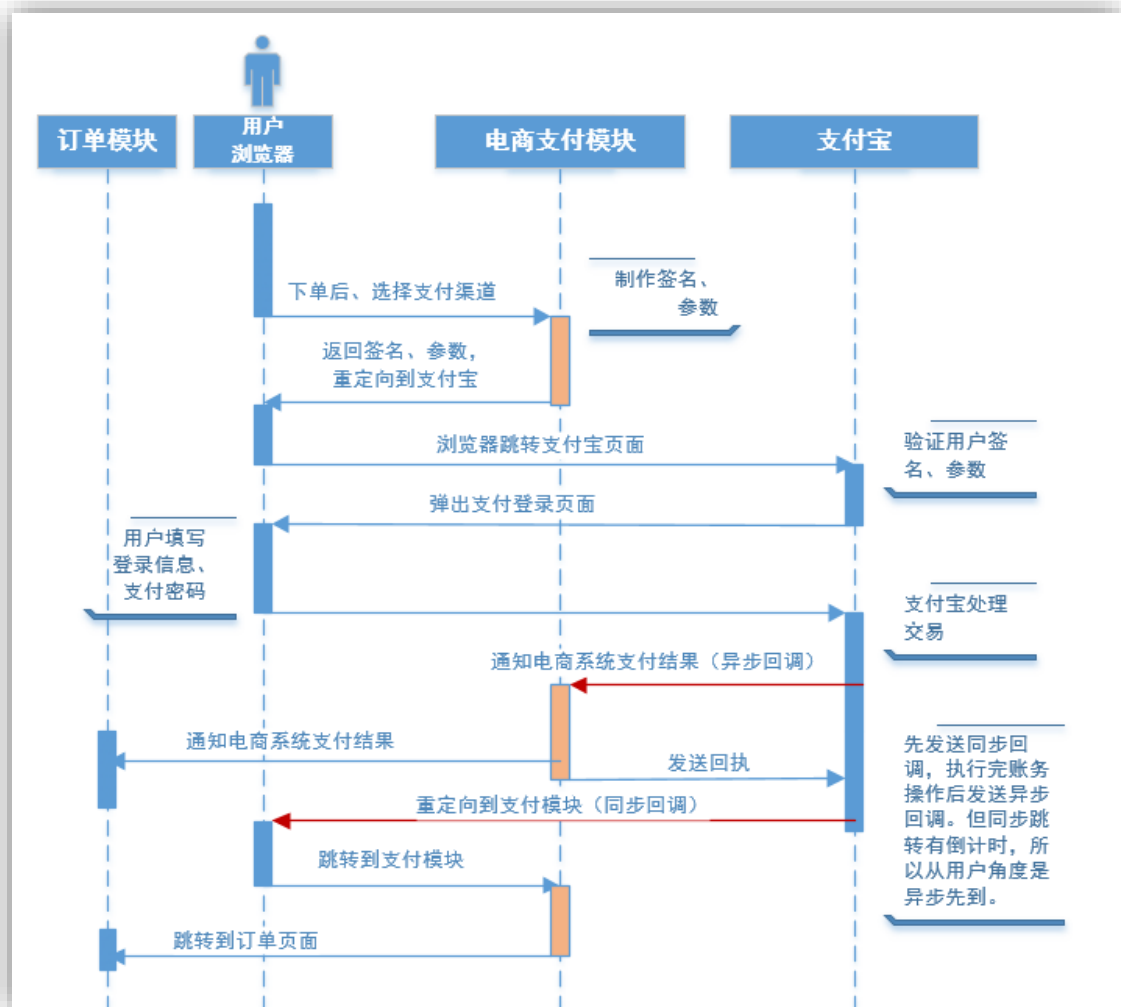 订单模块
用户
浏览器
电商支付模块
支付宝
制作签名、
参数
下单后、选择支付渠道
返回签名、参数，
重定向到支付宝
浏览器跳转支付宝页面
验证用户签
名、参数
弹出支付登录页面
用户填写
登录信息、
支付密码
支付宝处理
交易
通知电商系统支付结果（异步回调）
通知电商系统支付结果
发送回执
先发送同步回
调，执行完账务
操作后发送异步
回调。但同步跳
转有倒计时，所
以从用户角度是
异步先到。
重定向到支付模块（同步回调）
跳转到支付模块
跳转到订单页面